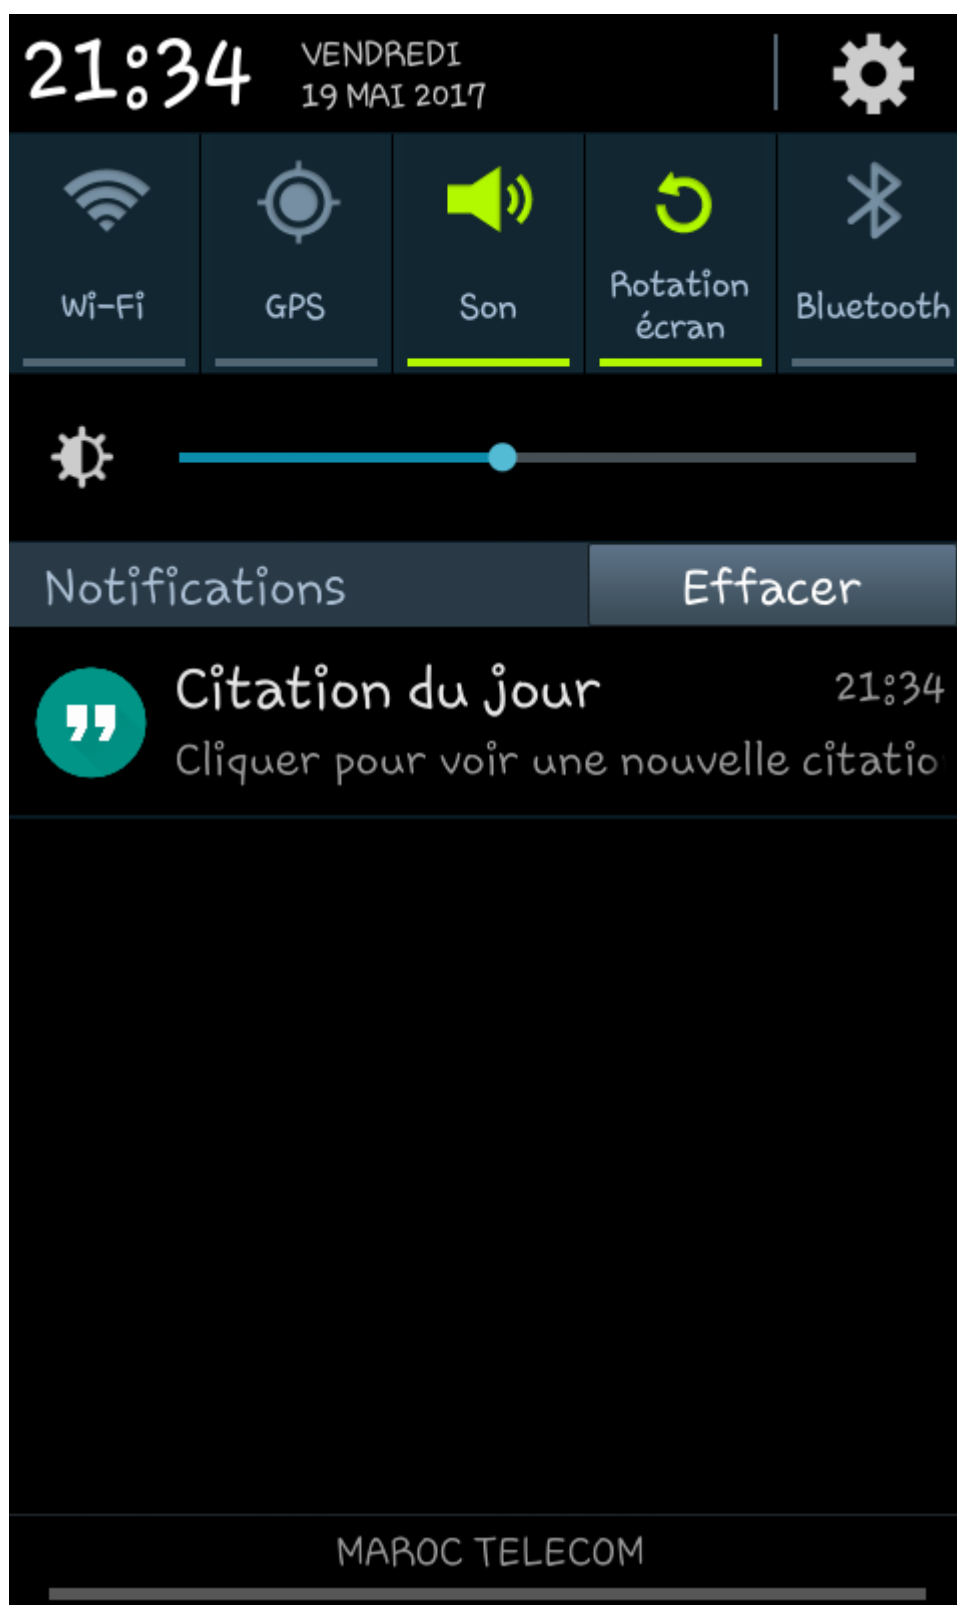 21:34
VENDREDI
19 MAI 2017
Wi-Fi
GPS
Son
Rotation
écran
Bluetooth
Notifications
Effacer
Citation du jour
21:34
Cliquer pour voir une nouvelle citatio
MAROC TELECOM